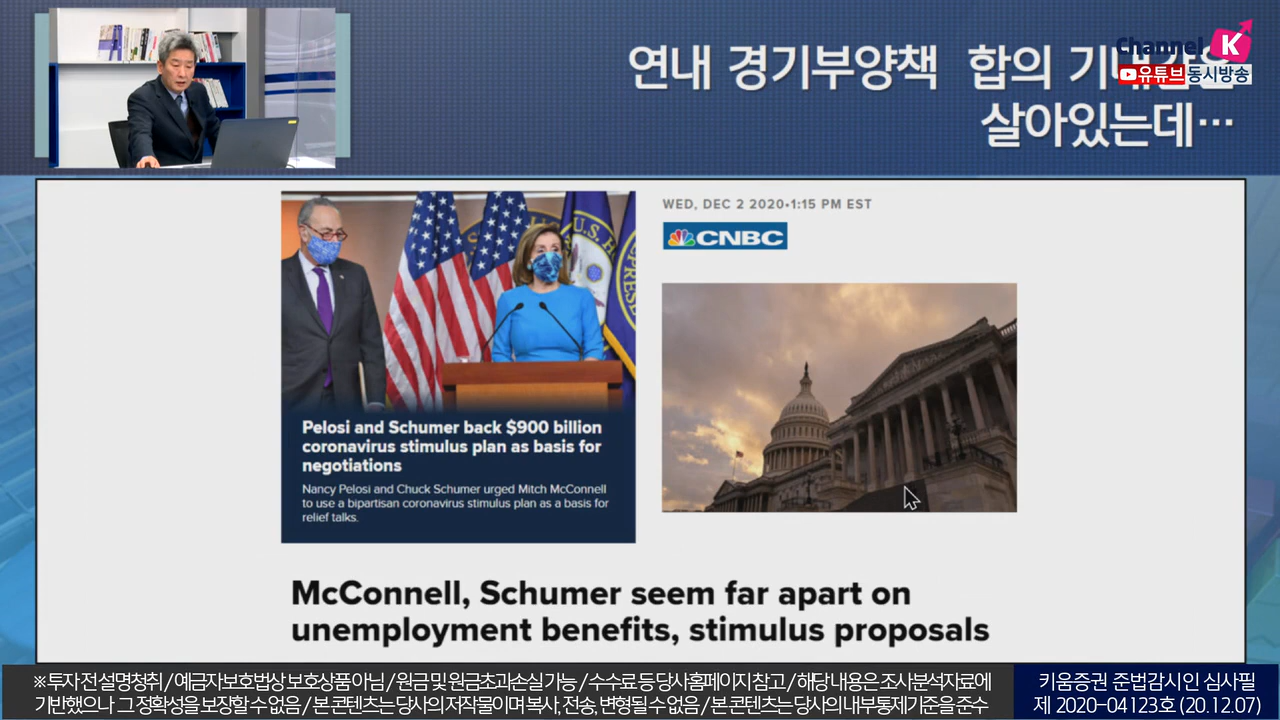 연내 경기부양책 합의 기대감은
살아있는데…
Channel K
유튜브동시방송
WED, DEC 2 2020•1:15 PM EST
CNBC
Pelosi and Schumer back $900 billion
coronavirus stimulus plan as basis for
negotiations
Nancy Pelosi and Chuck Schumer urged Mitch McConnell
to use a bipartisan coronavirus stimulus plan as a basis for
relief talks.
McConnell, Schumer seem far apart on
unemployment benefits, stimulus proposals
※ 투자 전 설명청취 / 예금자보호법상 보호상품 아님 / 원금 및 원금초과손실 가능 / 수수료 등 당사홈페이지 참고 / 해당 내용은 조사분석자료에
기반했으나 그 정확성을 보장할 수 없음 / 본 콘텐츠는 당사의 저작물이며 복사, 전송, 변형될 수 없음 / 본 콘텐츠는 당사의 내부통제기준을 준수
키움증권 준법감시인 심사필
제 2020-04123호 (20.12.07)